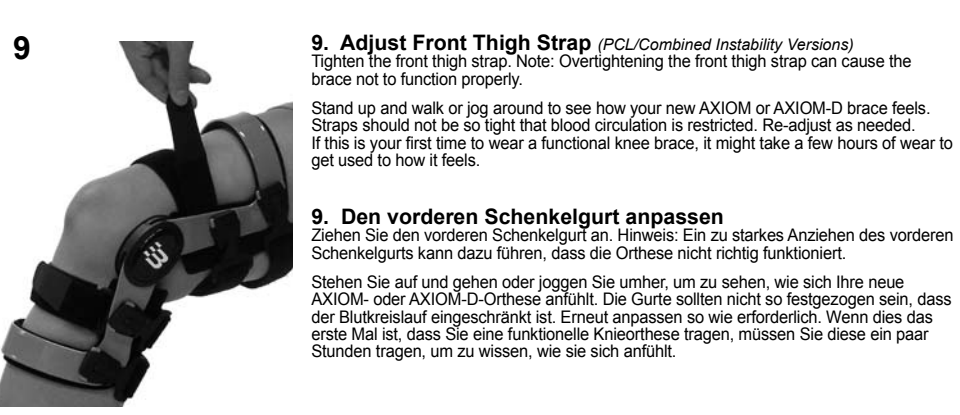 9
9. Adjust Front Thigh Strap (PCL/Combined Instability Versions)
Tighten the front thigh strap. Note: Overtightening the front thigh strap can cause the
brace not to function properly.
Stand up and walk or jog around to see how your new AXIOM or AXIOM-D brace feels.
Straps should not be so tight that blood circulation is restricted. Re-adjust as needed.
If this is your first time to wear a functional knee brace, it might take a few hours of wear to
get used to how it feels.
9. Den vorderen Schenkelgurt anpassen
Ziehen Sie den vorderen Schenkelgurt an. Hinweis: Ein zu starkes Anziehen des vorderen
Schenkelgurts kann dazu führen, dass die Orthese nicht richtig funktioniert.
Stehen Sie auf und gehen oder joggen Sie umher, um zu sehen, wie sich Ihre neue
AXIOM- oder AXIOM-D-Orthese anfühlt. Die Gurte sollten nicht so festgezogen sein, dass
der Blutkreislauf eingeschränkt ist. Erneut anpassen so wie erforderlich. Wenn dies das
erste Mal ist, dass Sie eine funktionelle Knieorthese tragen, müssen Sie diese ein paar
Stunden tragen, um zu wissen, wie sie sich anfühlt.